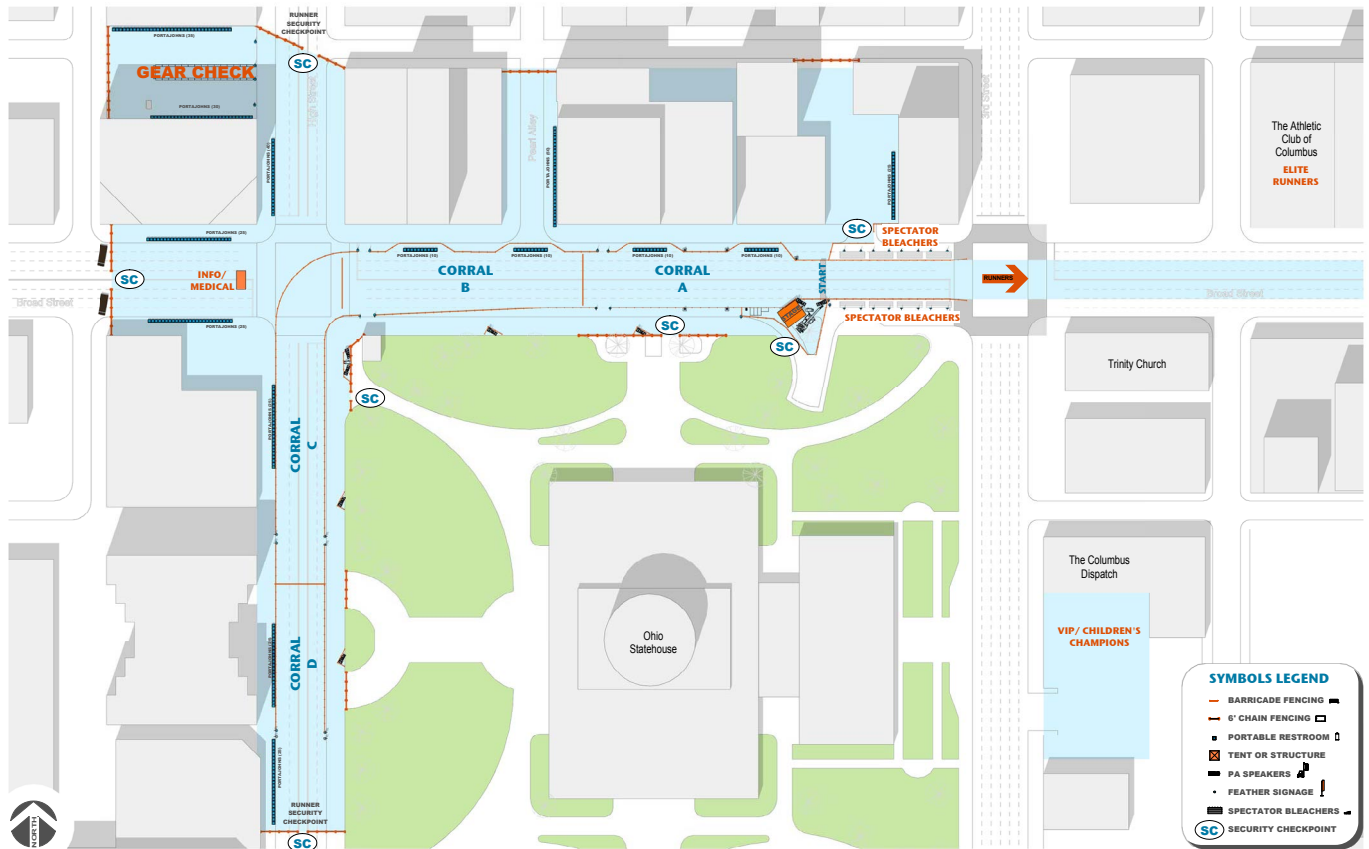 RUNNER
SECURITY
CHECKPOINT
SC
PORTAJOHNS (35)
GEAR CHECK
High Street
Pearl Alley
3rd Street
The Athletic
Club of
Columbus
ELITE
RUNNERS
SC
SPECTATOR
BLEACHERS
PORTAJOHNS (25)
PORTAJOHNS (10)
PORTAJOHNS (10)
PORTAJOHNS (10)
PORTAJOHNS (10)
SC
INFO/
MEDICAL
CORRAL
B
CORRAL
A
START
RUNNERS
Broad Street
Broad Street
STAGE
SPECTATOR BLEACHERS
PORTAJOHNS (25)
SC
SC
SC
Trinity Church
CORRAL
C
CORRAL
D
Ohio
Statehouse
The Columbus
Dispatch
VIP/ CHILDREN'S
CHAMPIONS
RUNNER
SECURITY
CHECKPOINT
SC
NORTH
SYMBOLS LEGEND
BARRICADE FENCING
6' CHAIN FENCING
PORTABLE RESTROOM
TENT OR STRUCTURE
PA SPEAKERS
FEATHER SIGNAGE
SPECTATOR BLEACHERS
SC SECURITY CHECKPOINT